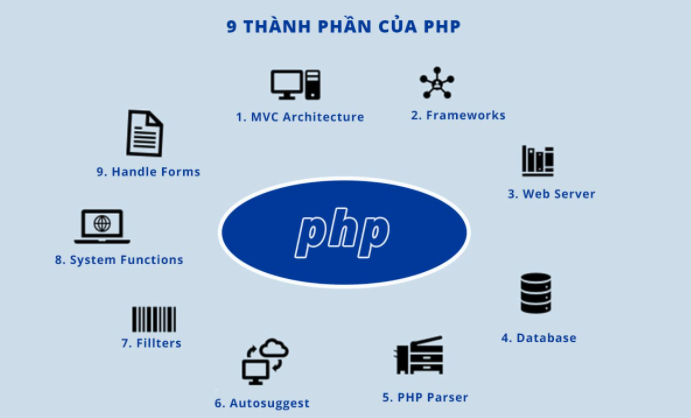 9 THÀNH PHẦN CỦA PHP
1. MVC Architecture
2. Frameworks
3. Web Server
4. Database
5. PHP Parser
6. Autosuggest
7. Fillters
8. System Functions
9. Handle Forms
php